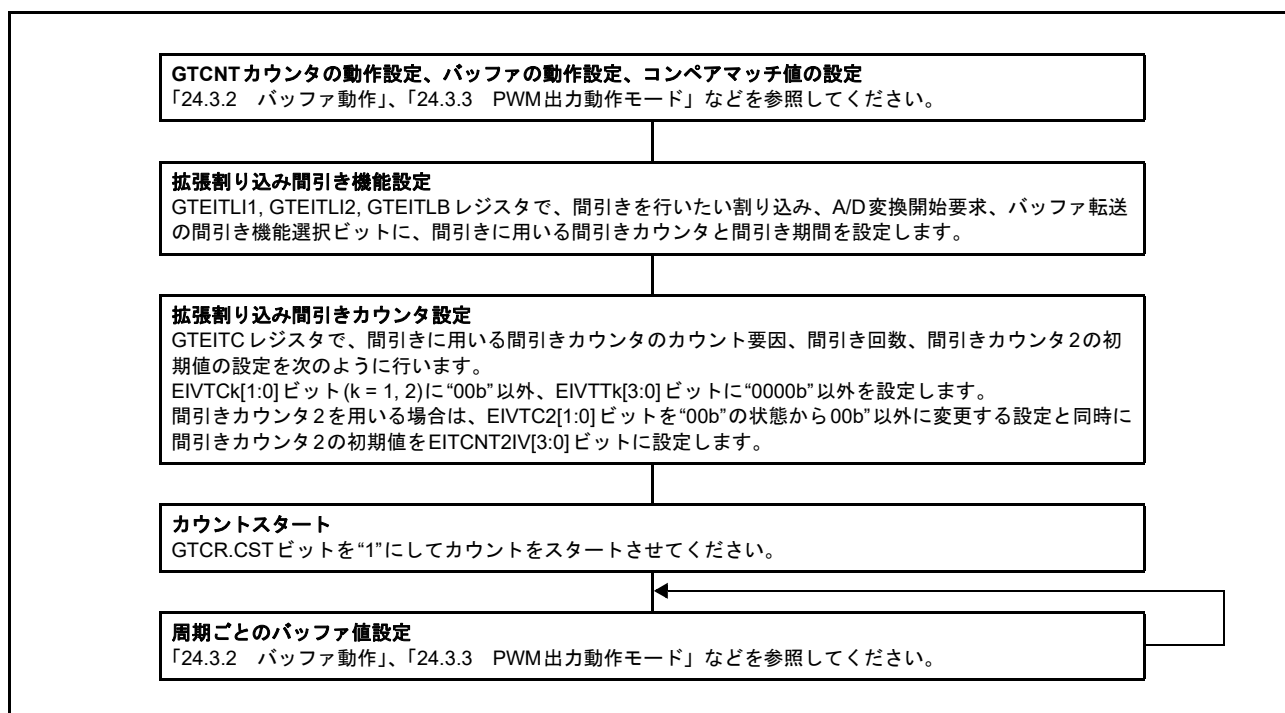 GTCNTカウンタの動作設定、バッファの動作設定、コンペアマッチ値の設定
「24.3.2　バッファ動作」、「24.3.3　PWM出力動作モード」などを参照してください。
拡張割り込み間引き機能設定
GTEITLI1, GTEITLI2, GTEITLBレジスタで、間引きを行いたい割り込み、A/D変換開始要求、バッファ転送
の間引き機能選択ビットに、間引きに用いる間引きカウンタと間引き期間を設定します。
拡張割り込み間引きカウンタ設定
GTEITCレジスタで、間引きに用いる間引きカウンタのカウント要因、間引き回数、間引きカウンタ2の初
期値の設定を次のように行います。
EIVTCk[1:0]ビット(k = 1, 2)に“00b”以外、EIVTTk[3:0]ビットに“0000b”以外を設定します。
間引きカウンタ2を用いる場合は、EIVTC2[1:0]ビットを“00b”の状態から00b”以外に変更する設定と同時に
間引きカウンタ2の初期値をEITCNT2IV[3:0]ビットに設定します。
カウントスタート
GTCR.CSTビットを“1”にしてカウントをスタートさせてください。
周期ごとのバッファ値設定
「24.3.2　バッファ動作」、「24.3.3　PWM出力動作モード」などを参照してください。